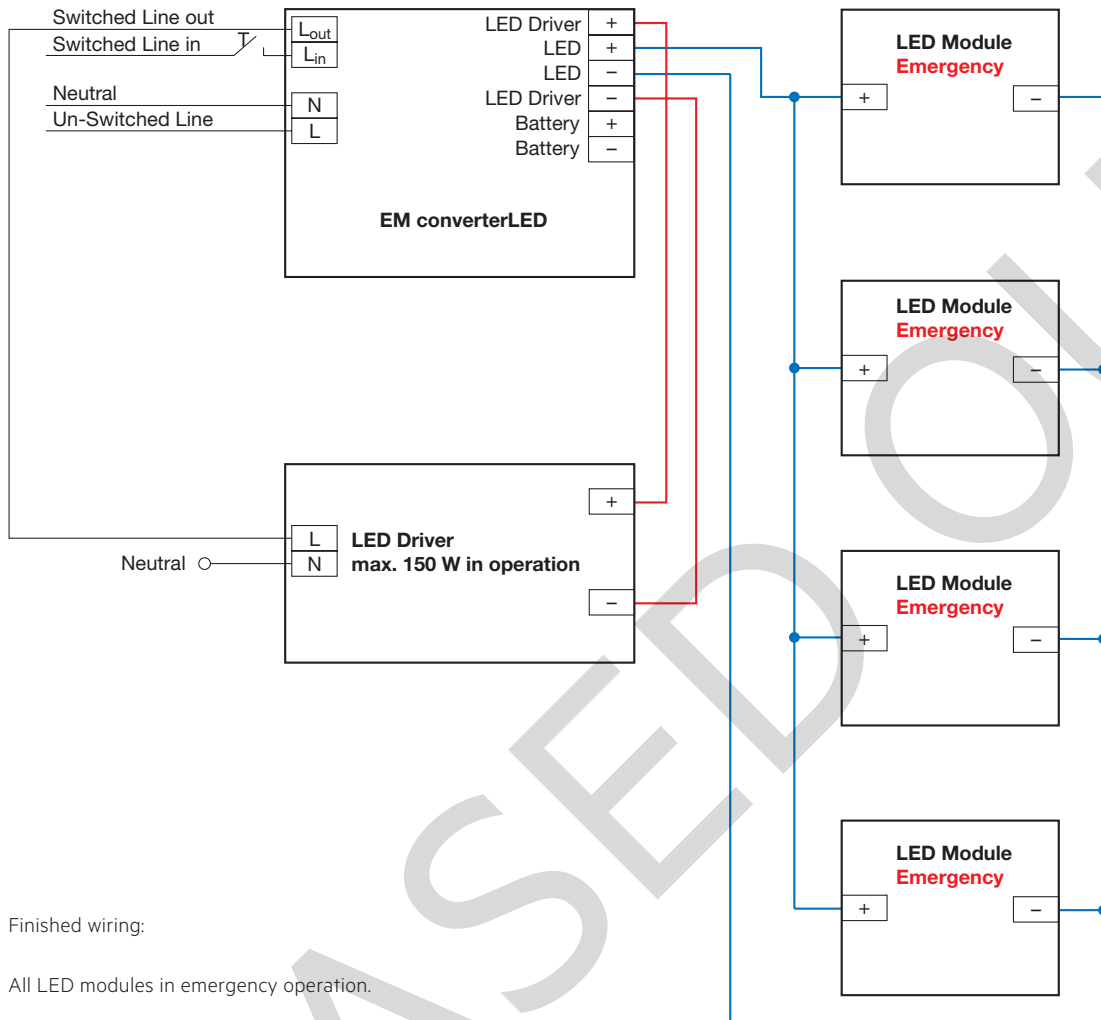 Switched Line out
Switched Line in
Neutral
Un-Switched Line
Lout
Lin
N
L
LED Driver +
LED +
LED –
LED Driver –
Battery +
Battery –
EM converterLED
L
N
Neutral
LED Driver
max. 150 W in operation
+
–
LED Module
Emergency
+ –
LED Module
Emergency
+ –
LED Module
Emergency
+ –
LED Module
Emergency
+ –
Finished wiring:
All LED modules in emergency operation.
ASED